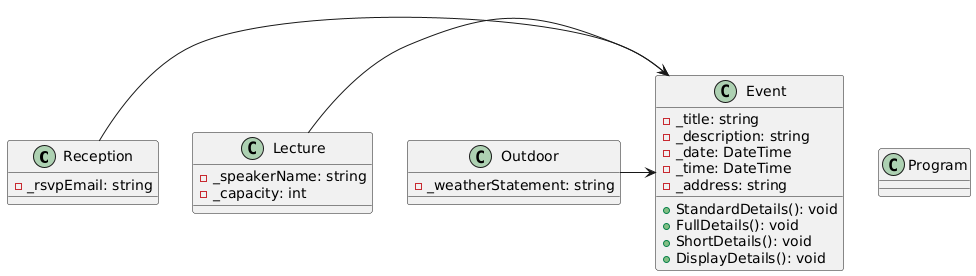 C Reception
_rsvpEmail: string
C Lecture
_speakerName: string
_capacity: int
C Outdoor
_weatherStatement: string
C Event
_title: string
_description: string
_date: DateTime
_time: DateTime
_address: string
StandardDetails(): void
FullDetails(): void
ShortDetails(): void
DisplayDetails(): void
C Program